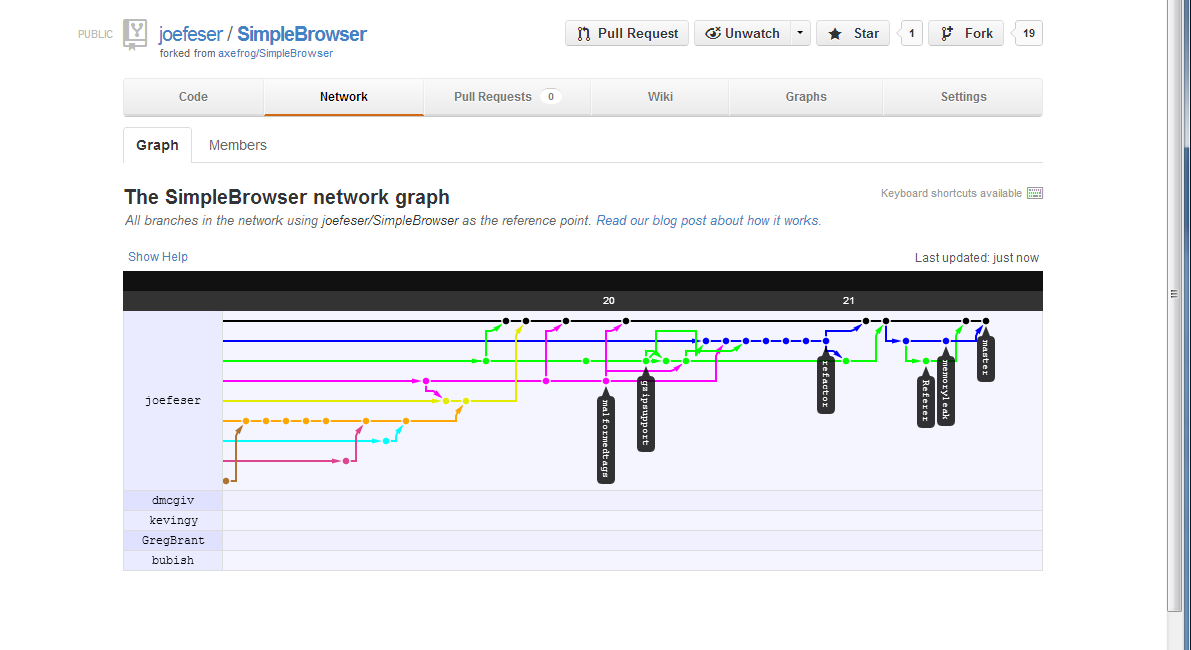 PUBLIC joefeser / SimpleBrowser
forked from axefrog/SimpleBrowser
Pull Request Unwatch Star 1 Fork 19
Code Network Pull Requests 0 Wiki Graphs Settings
Graph Members
The SimpleBrowser network graph
Keyboard shortcuts available
All branches in the network using joefeser/SimpleBrowser as the reference point. Read our blog post about how it works.
Show Help
Last updated: just now
20 21
joefeser
malformedtags
gzipsupport
refactor
Referer
memoryleak
master
dmcgiv
kevingy
GregBrant
bubish